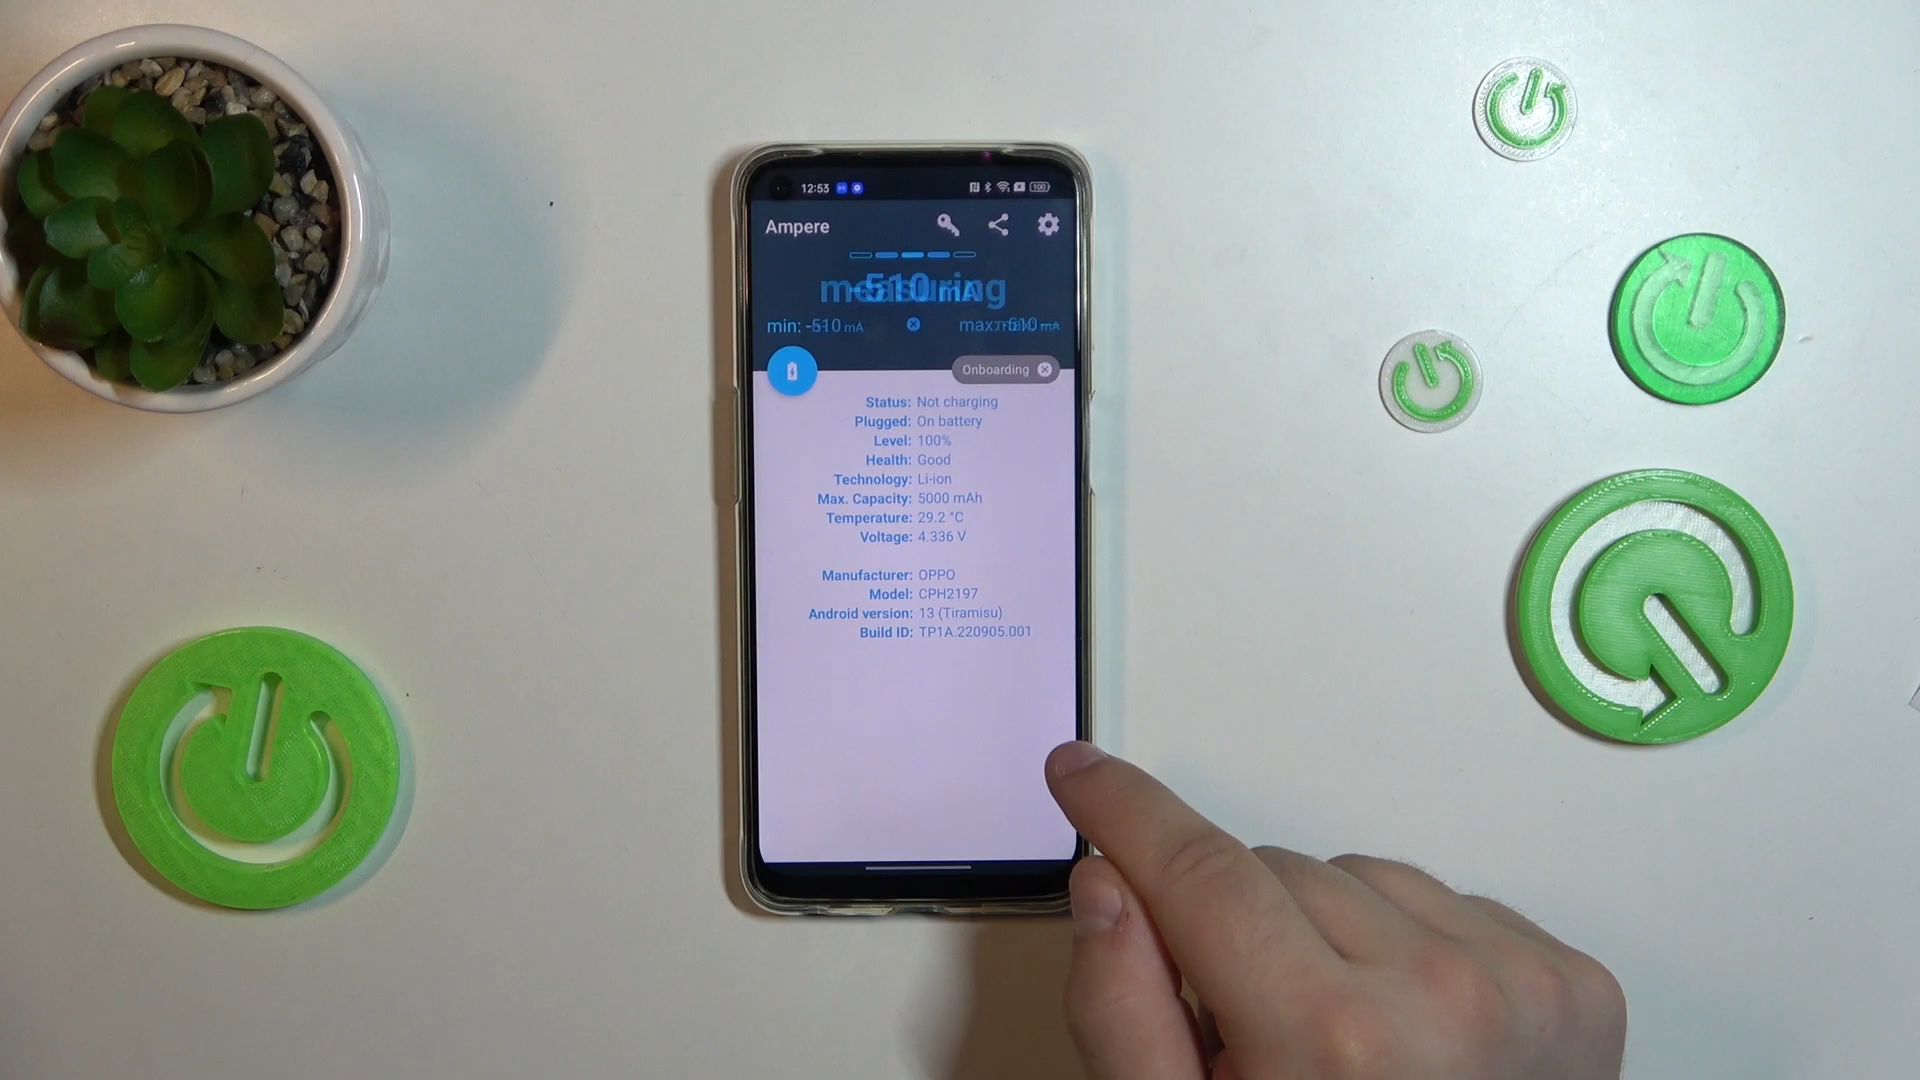 12:53 100
Ampere
measuring
-510 mA
min: -510 mA max: -510 mA
Onboarding
Status: Not charging
Plugged: On battery
Level: 100%
Health: Good
Technology: Li-ion
Max. Capacity: 5000 mAh
Temperature: 29.2 °C
Voltage: 4.336 V
Manufacturer: OPPO
Model: CPH2197
Android version: 13 (Tiramisu)
Build ID: TP1A.220905.001